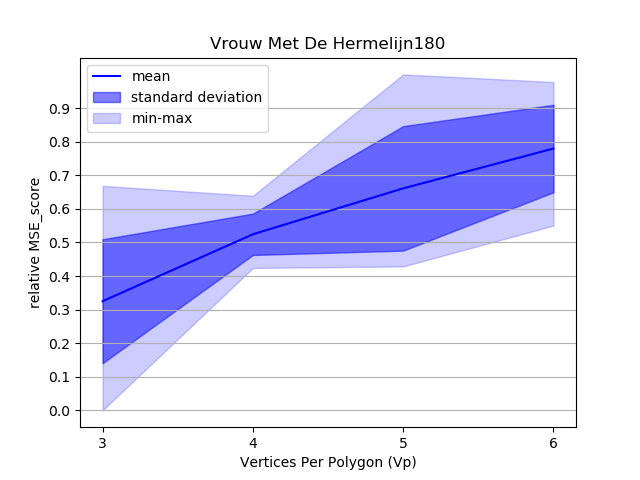 Vrouw Met De Hermelijn180
mean
standard deviation
min-max
relative MSE_score
0.9
0.8
0.7
0.6
0.5
0.4
0.3
0.2
0.1
0.0
3 4 5 6
Vertices Per Polygon (Vp)